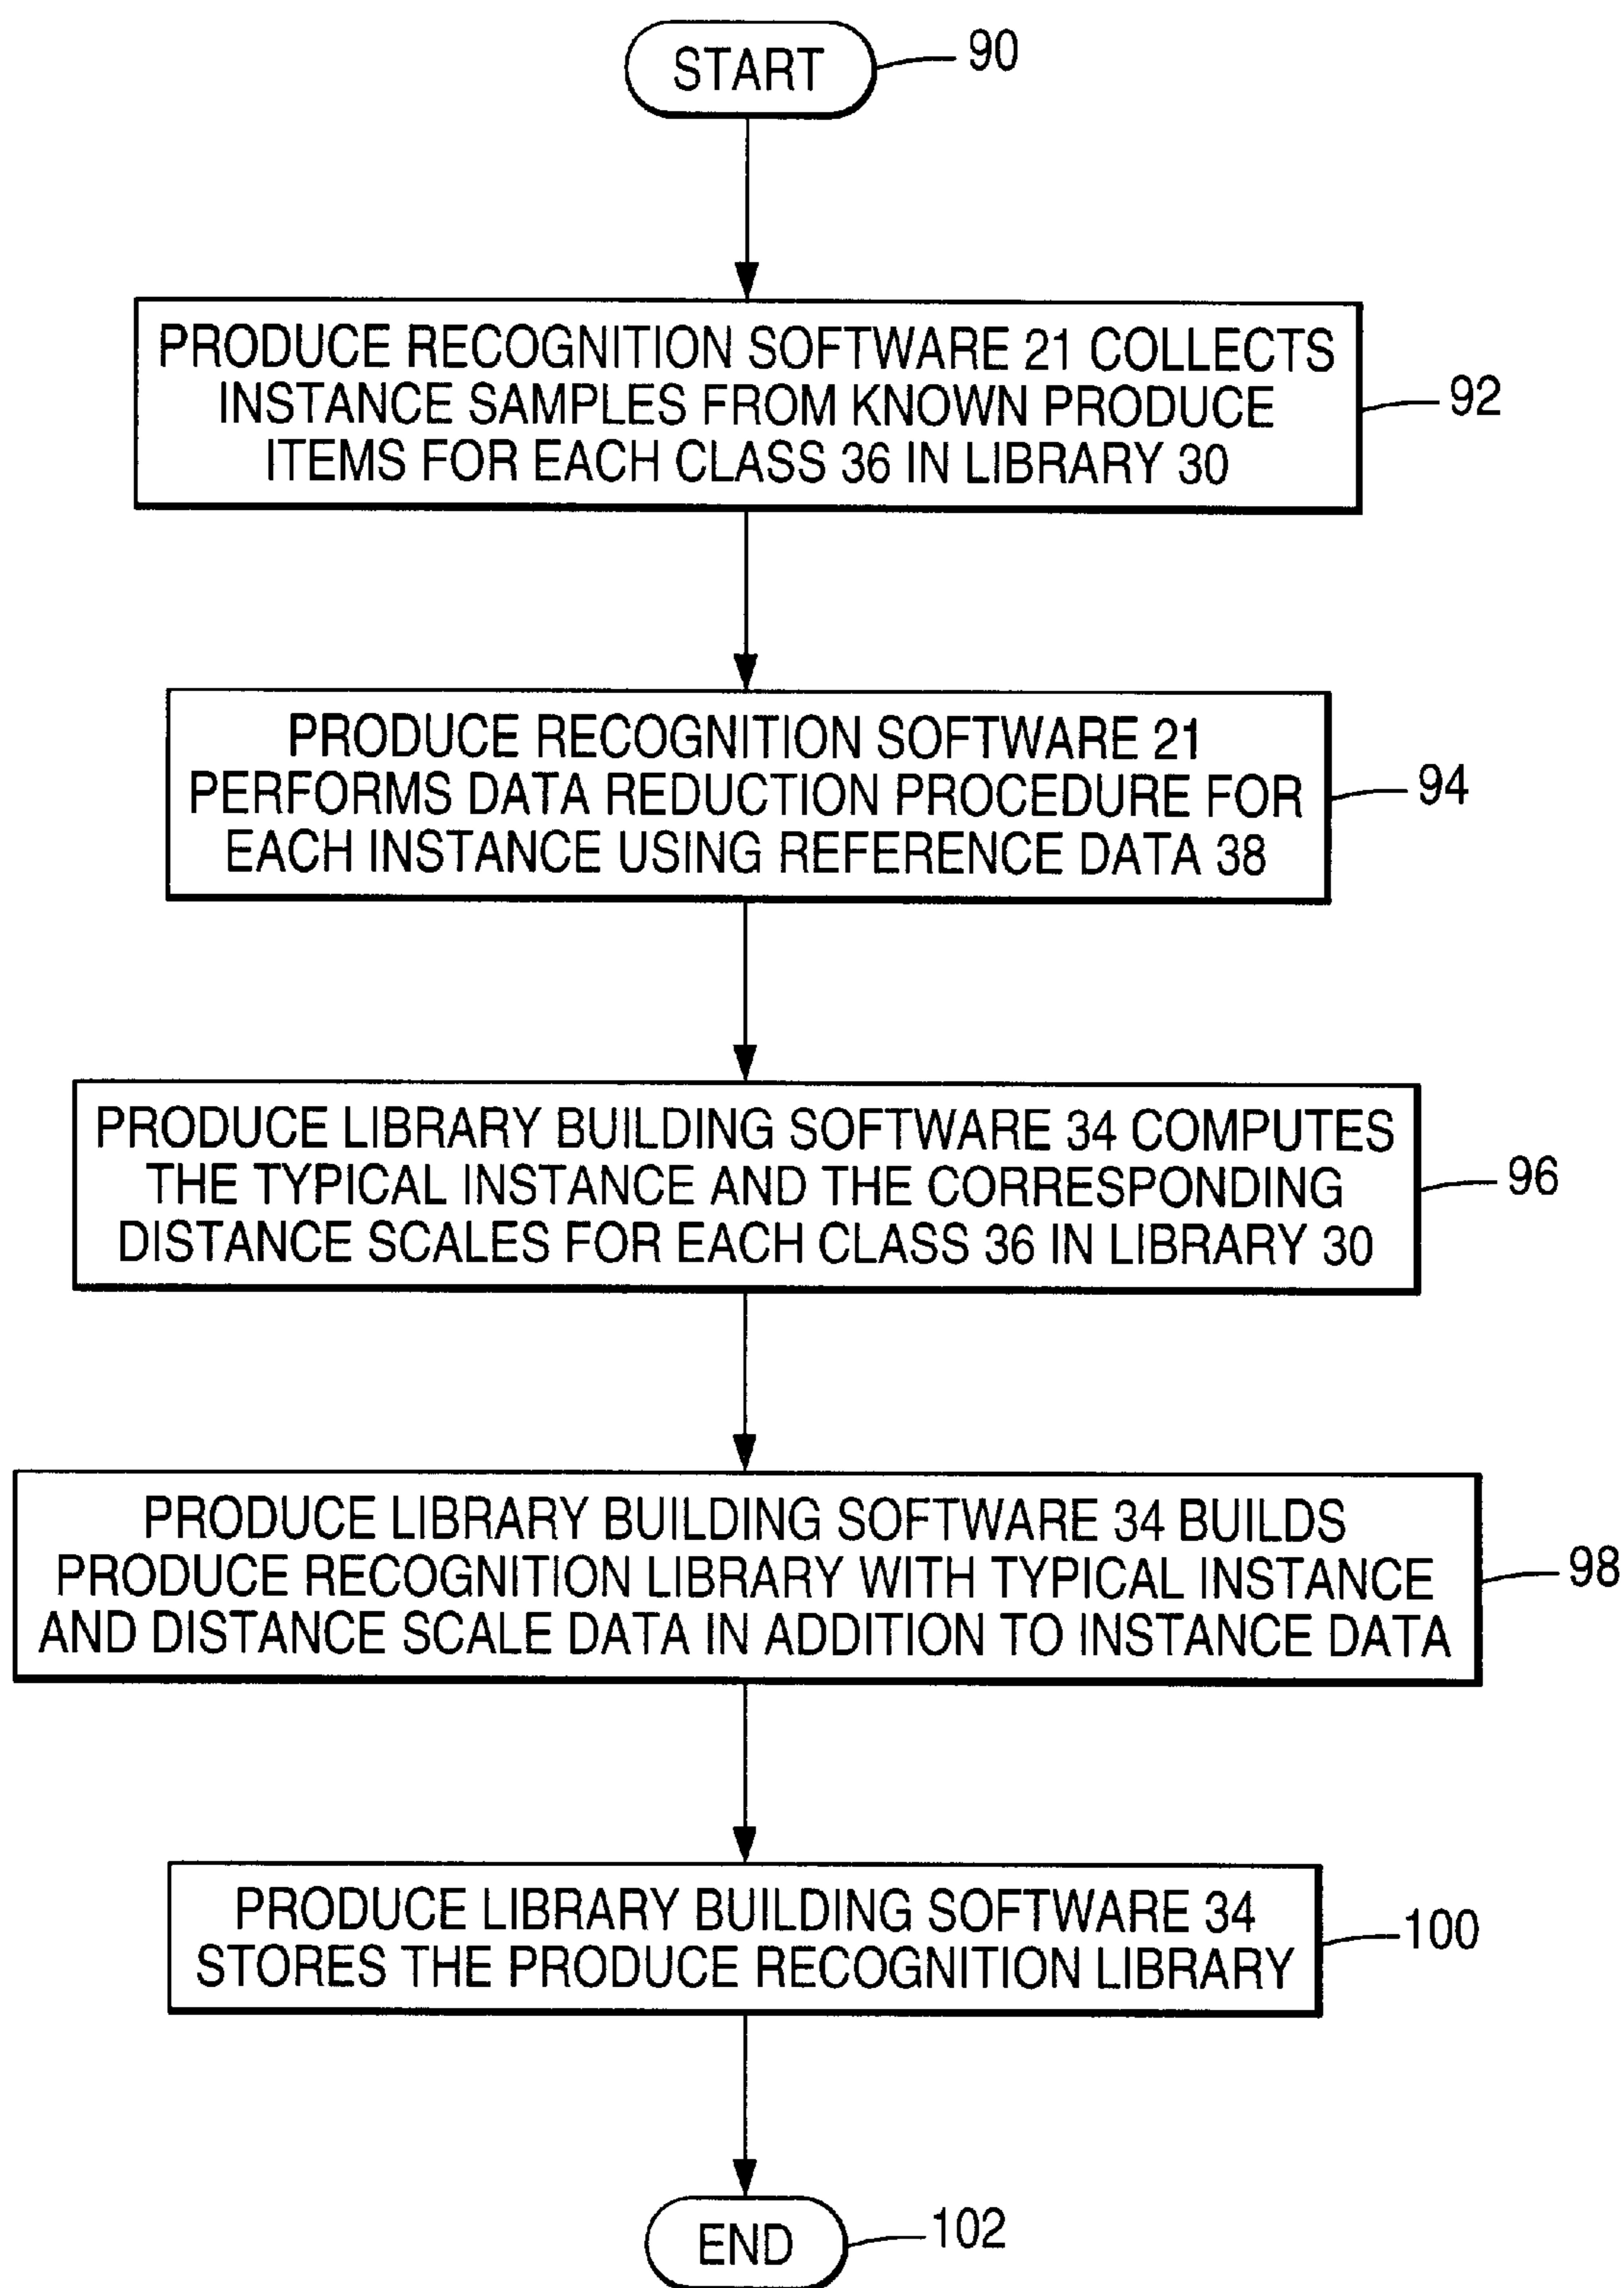 START
90
PRODUCE RECOGNITION SOFTWARE 21 COLLECTS
INSTANCE SAMPLES FROM KNOWN PRODUCE
ITEMS FOR EACH CLASS 36 IN LIBRARY 30
92
PRODUCE RECOGNITION SOFTWARE 21
PERFORMS DATA REDUCTION PROCEDURE FOR
EACH INSTANCE USING REFERENCE DATA 38
94
PRODUCE LIBRARY BUILDING SOFTWARE 34 COMPUTES
THE TYPICAL INSTANCE AND THE CORRESPONDING
DISTANCE SCALES FOR EACH CLASS 36 IN LIBRARY 30
96
PRODUCE LIBRARY BUILDING SOFTWARE 34 BUILDS
PRODUCE RECOGNITION LIBRARY WITH TYPICAL INSTANCE
AND DISTANCE SCALE DATA IN ADDITION TO INSTANCE DATA
98
PRODUCE LIBRARY BUILDING SOFTWARE 34
STORES THE PRODUCE RECOGNITION LIBRARY
100
END
102